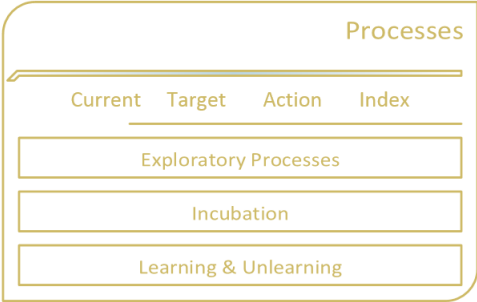 Processes
Current Target Action Index
Exploratory Processes
Incubation
Learning & Unlearning